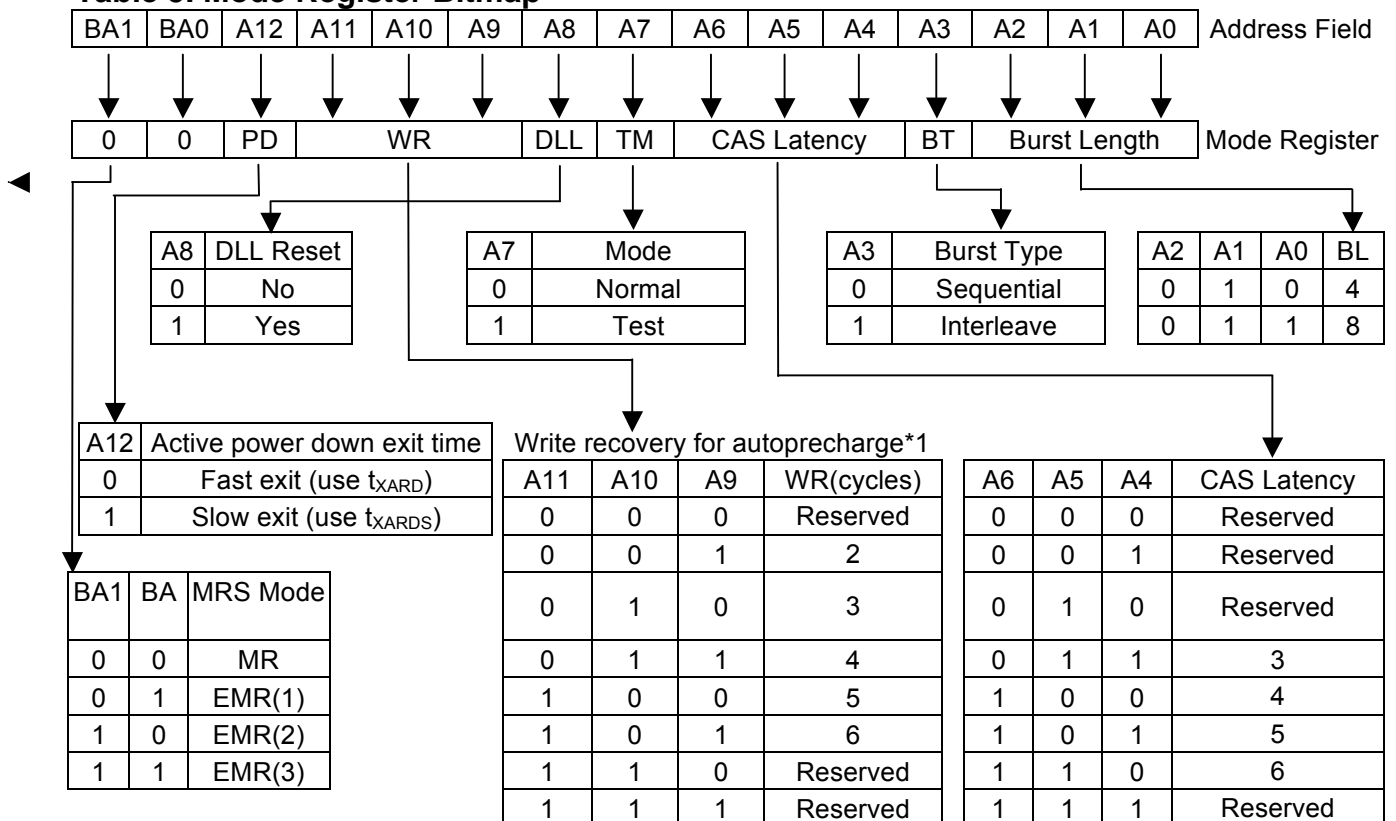 Table 5. Mode Register Bitmap
BA1 BA0 A12 A11 A10 A9 A8 A7 A6 A5 A4 A3 A2 A1 A0 Address Field
0 0 PD WR DLL TM CAS Latency BT Burst Length Mode Register
A8 DLL Reset
0 No
1 Yes
A7 Mode
0 Normal
1 Test
A3 Burst Type
0 Sequential
1 Interleave
A2 A1 A0 BL
0 1 0 4
0 1 1 8
A12 Active power down exit time
0 Fast exit (use tXARD)
1 Slow exit (use tXARDS)
BA1 BA MRS Mode
0 0 MR
0 1 EMR(1)
1 0 EMR(2)
1 1 EMR(3)
Write recovery for autoprecharge*1
A11 A10 A9 WR(cycles)
0 0 0 Reserved
0 0 1 2
0 1 0 3
0 1 1 4
1 0 0 5
1 0 1 6
1 1 0 Reserved
1 1 1 Reserved
A6 A5 A4 CAS Latency
0 0 0 Reserved
0 0 1 Reserved
0 1 0 Reserved
0 1 1 3
1 0 0 4
1 0 1 5
1 1 0 6
1 1 1 Reserved